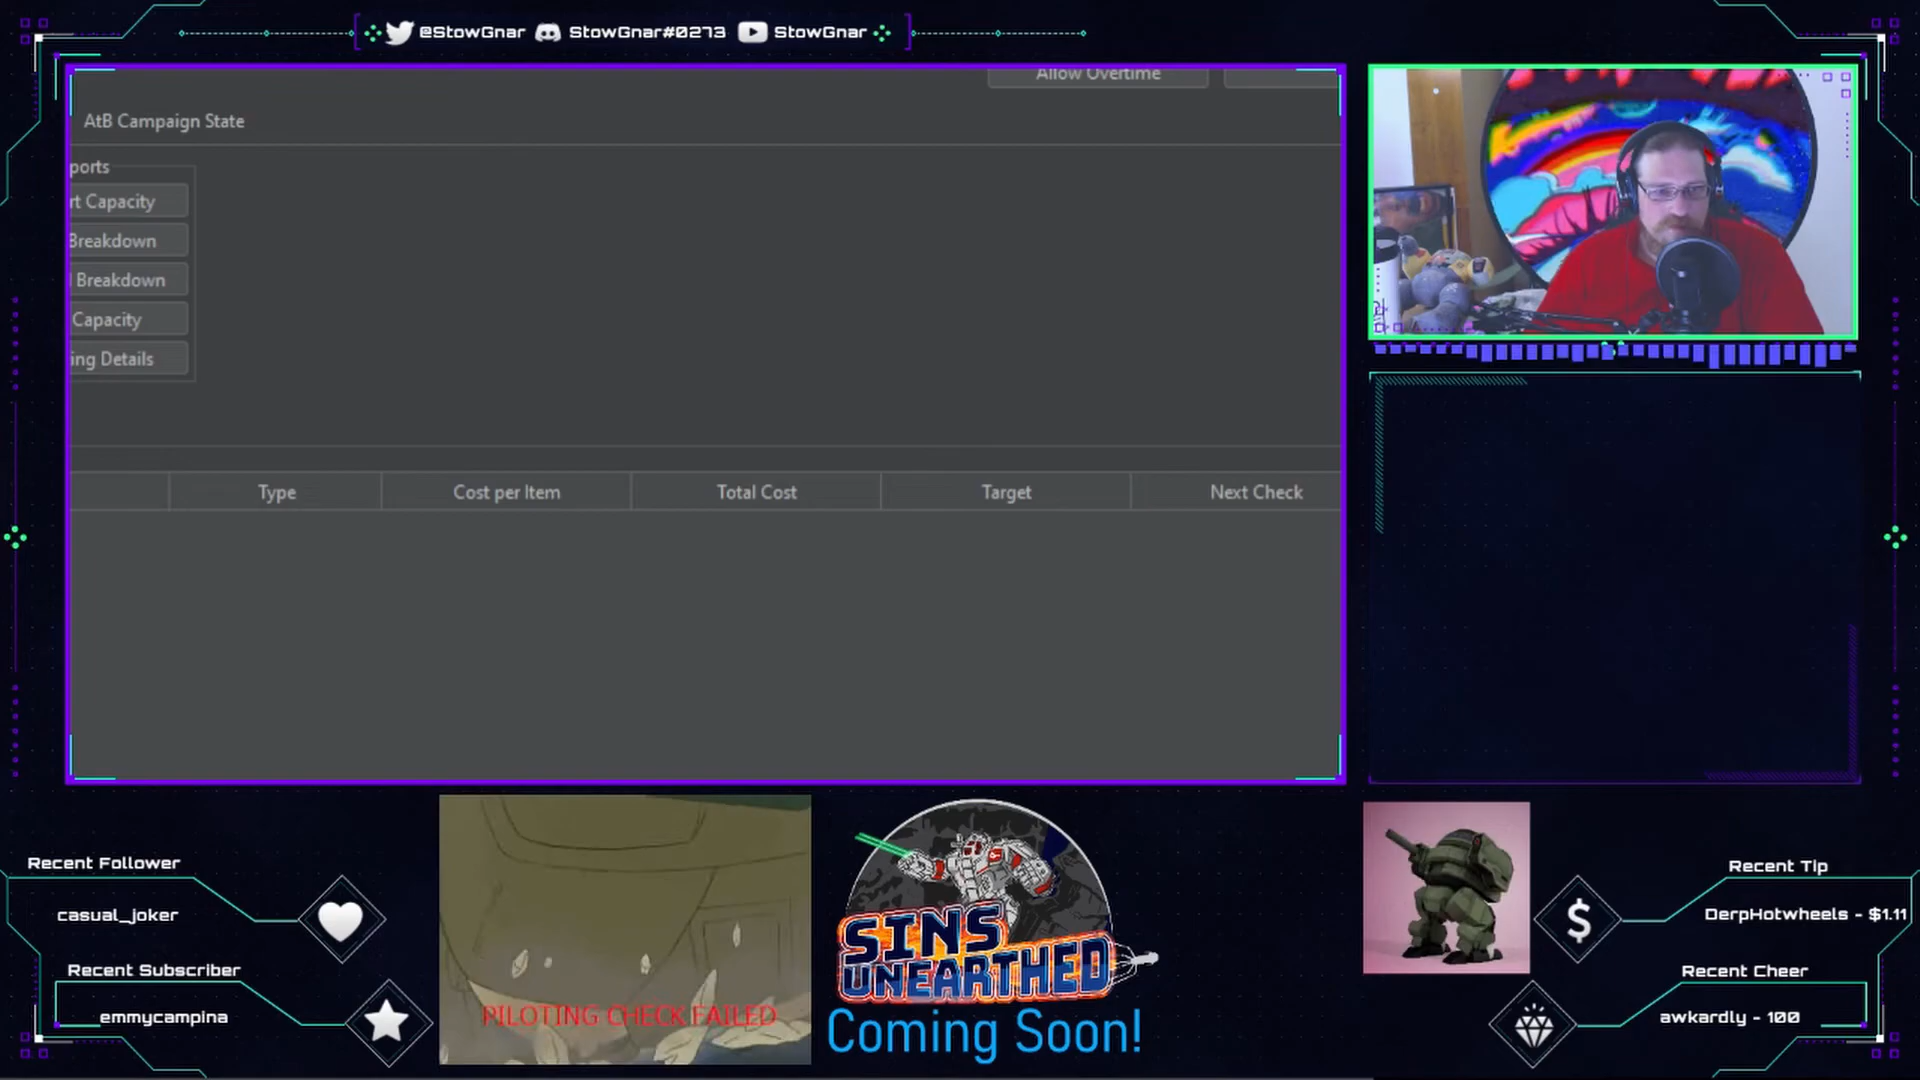 @StowGnar StowGnar#0273 StowGnar
Allow Overtime
AtB Campaign State
ports
rt Capacity
Breakdown
Breakdown
Capacity
ing Details
Type Cost per Item Total Cost Target Next Check
Recent Follower
casual_joker
Recent Subscriber
emmycampina
PILOTING CHECK FAILED
SINS
UNEARTHED
Coming Soon!
Recent Tip
$
DerpHotwheels - $1.11
Recent Cheer
awkardly - 100